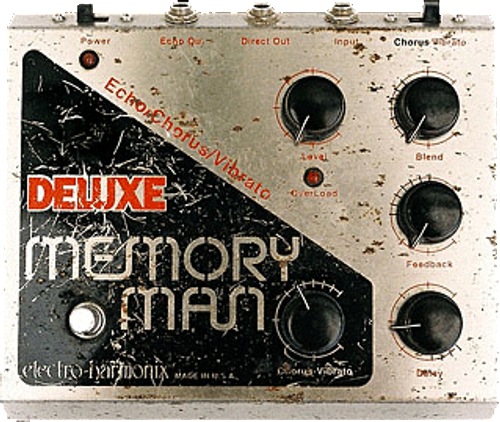 Power
Echo Out
Direct Out
Input
Chorus Vibrato
Echo/Chorus/Vibrato
Level
Blend
OverLoad
DELUXE
MEMORY
MAN
Feedback
Chorus-Vibrato
Delay
electro-harmonix MADE IN U.S.A.